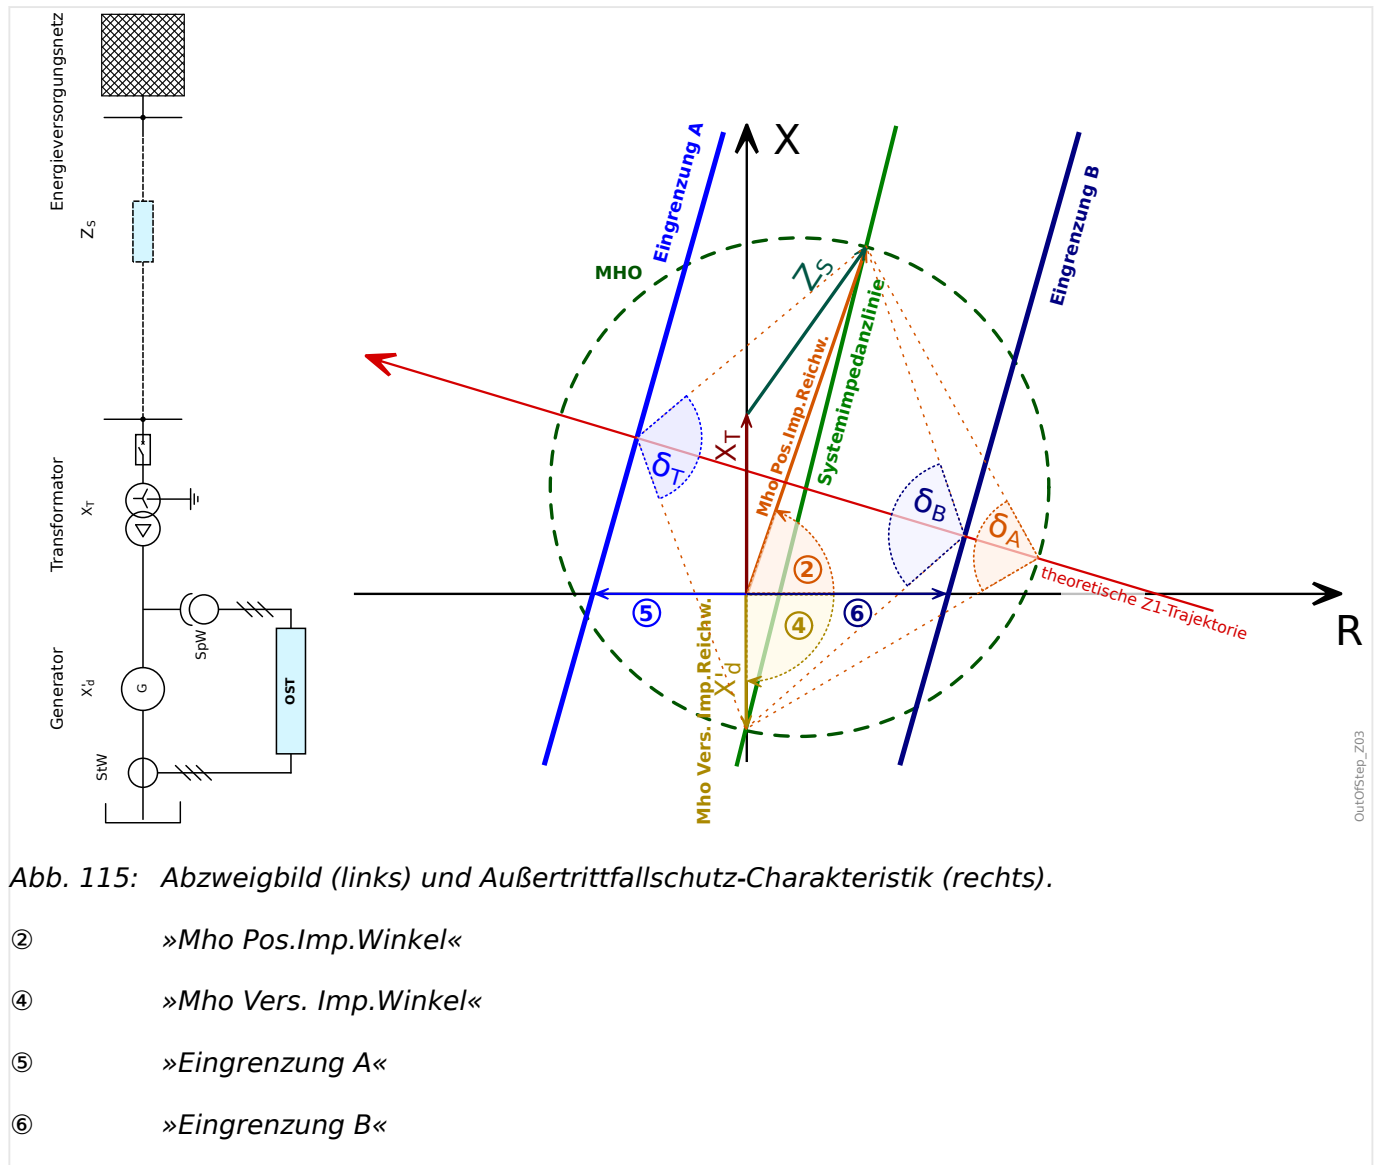 Energieversorgungsnetz
ZS
Transformator
XT
Generator
X'd
G
SpW
StW
OST
X
R
Eingrenzung A
Eingrenzung B
MHO
ZS
Mho Pos.Imp.Reichw.
Systemimpedanzlinie
XT
δT
δB
δA
②
④
⑤
⑥
X'd
Mho Vers. Imp.Reichw.
theoretische Z1-Trajektorie
OutOfStep_Z03
Abb. 115: Abzweigbild (links) und Außertrittfallschutz-Charakteristik (rechts).
② »Mho Pos.Imp.Winkel«
④ »Mho Vers. Imp.Winkel«
⑤ »Eingrenzung A«
⑥ »Eingrenzung B«